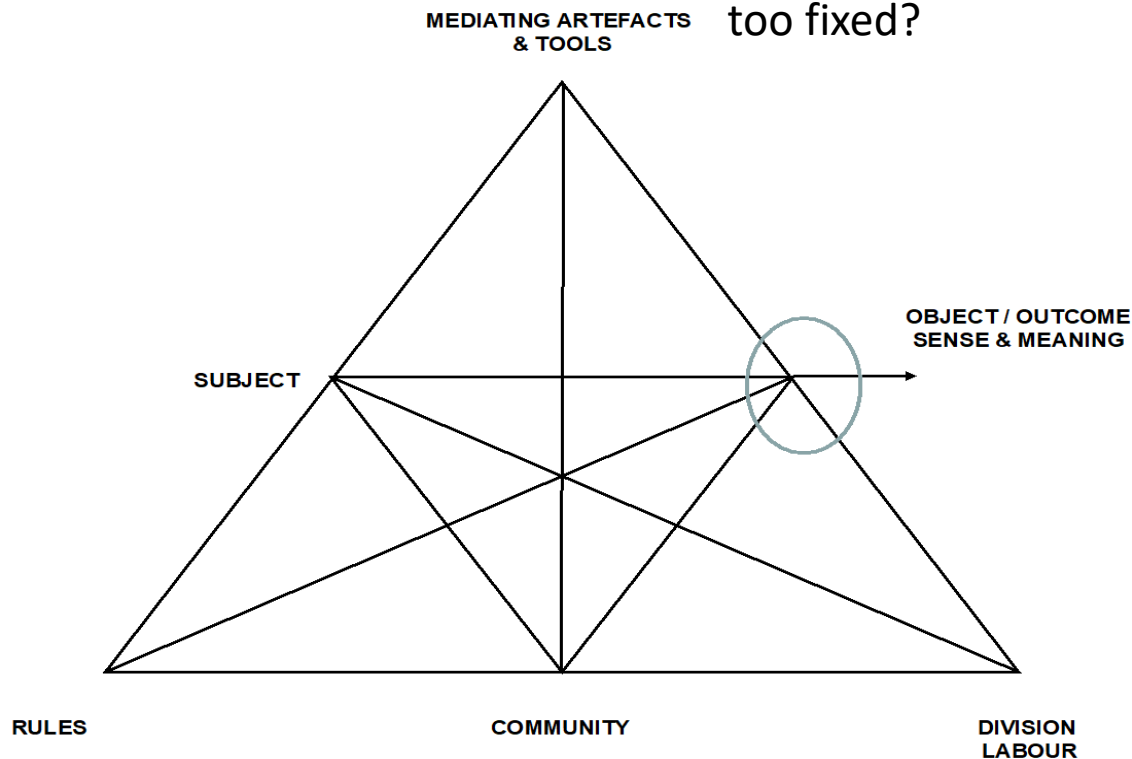 MEDIATING ARTEFACTS
& TOOLS
too fixed?
OBJECT / OUTCOME
SENSE & MEANING
SUBJECT
RULES
COMMUNITY
DIVISION
LABOUR